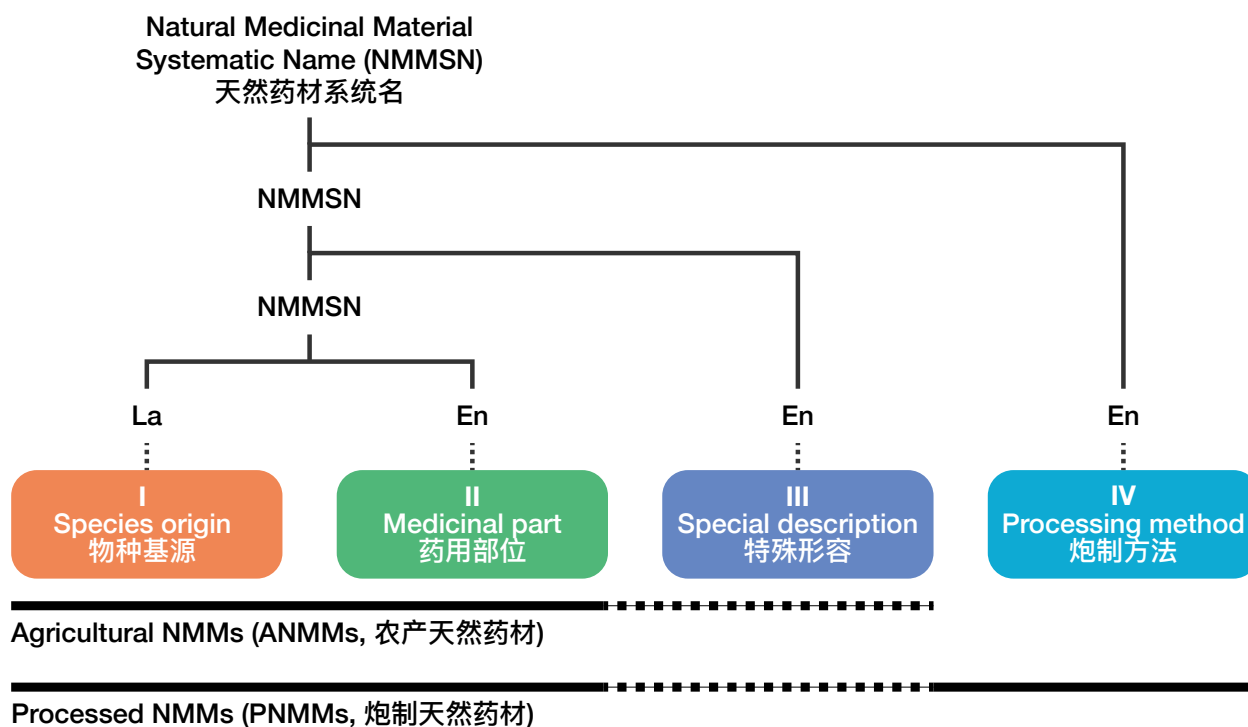 Natural Medicinal Material
Systematic Name (NMMSN)
天然药材系统名
NMMSN
NMMSN
La
En
En
En
I
Species origin
物种基源
II
Medicinal part
药用部位
III
Special description
特殊形容
IV
Processing method
炮制方法
Agricultural NMMs (ANMMs, 农产天然药材)
Processed NMMs (PNMMs, 炮制天然药材)